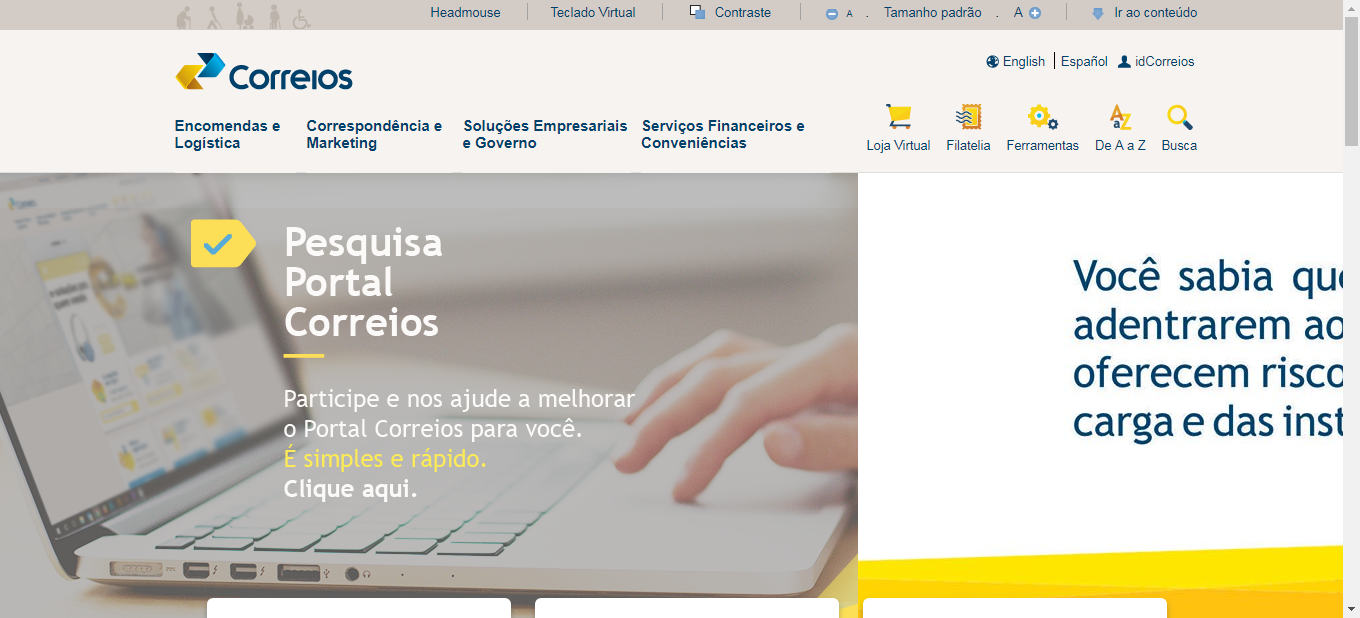 Headmouse
Teclado Virtual
Contraste
A . Tamanho padrão . A
Ir ao conteúdo
Correios
English
Español
idCorreios
Encomendas e
Logística
Correspondência e
Marketing
Soluções Empresariais
e Governo
Serviços Financeiros e
Conveniências
Loja Virtual
Filatelia
Ferramentas
De A a Z
Busca
Pesquisa
Portal
Correios
Participe e nos ajude a melhorar
o Portal Correios para você.
É simples e rápido.
Clique aqui.
Você sabia que
adentrarem ao
oferecem risco
carga e das inst